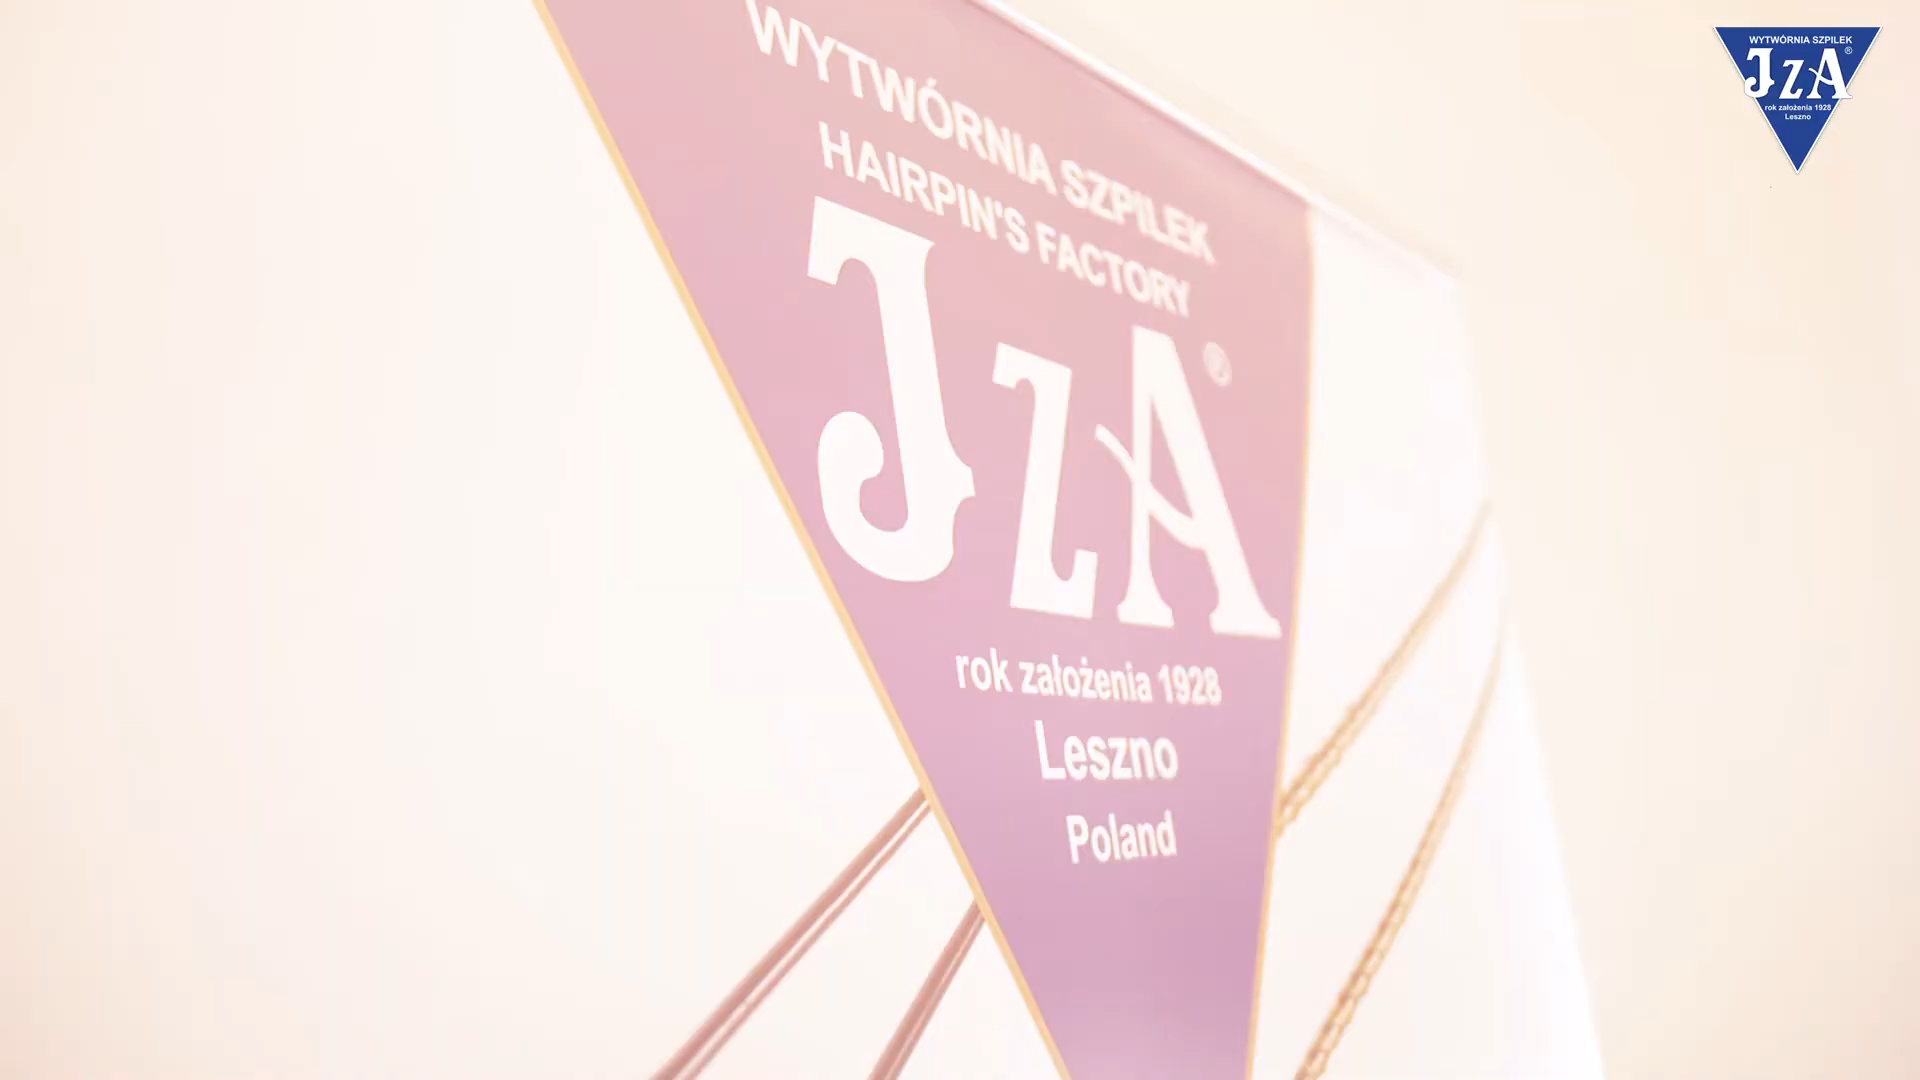 WYTWÓRNIA SZPILEK
HAIRPIN'S FACTORY
JZA®
rok założenia 1928
Leszno
Poland
WYTWÓRNIA SZPILEK
JZA®
rok założenia 1928
Leszno